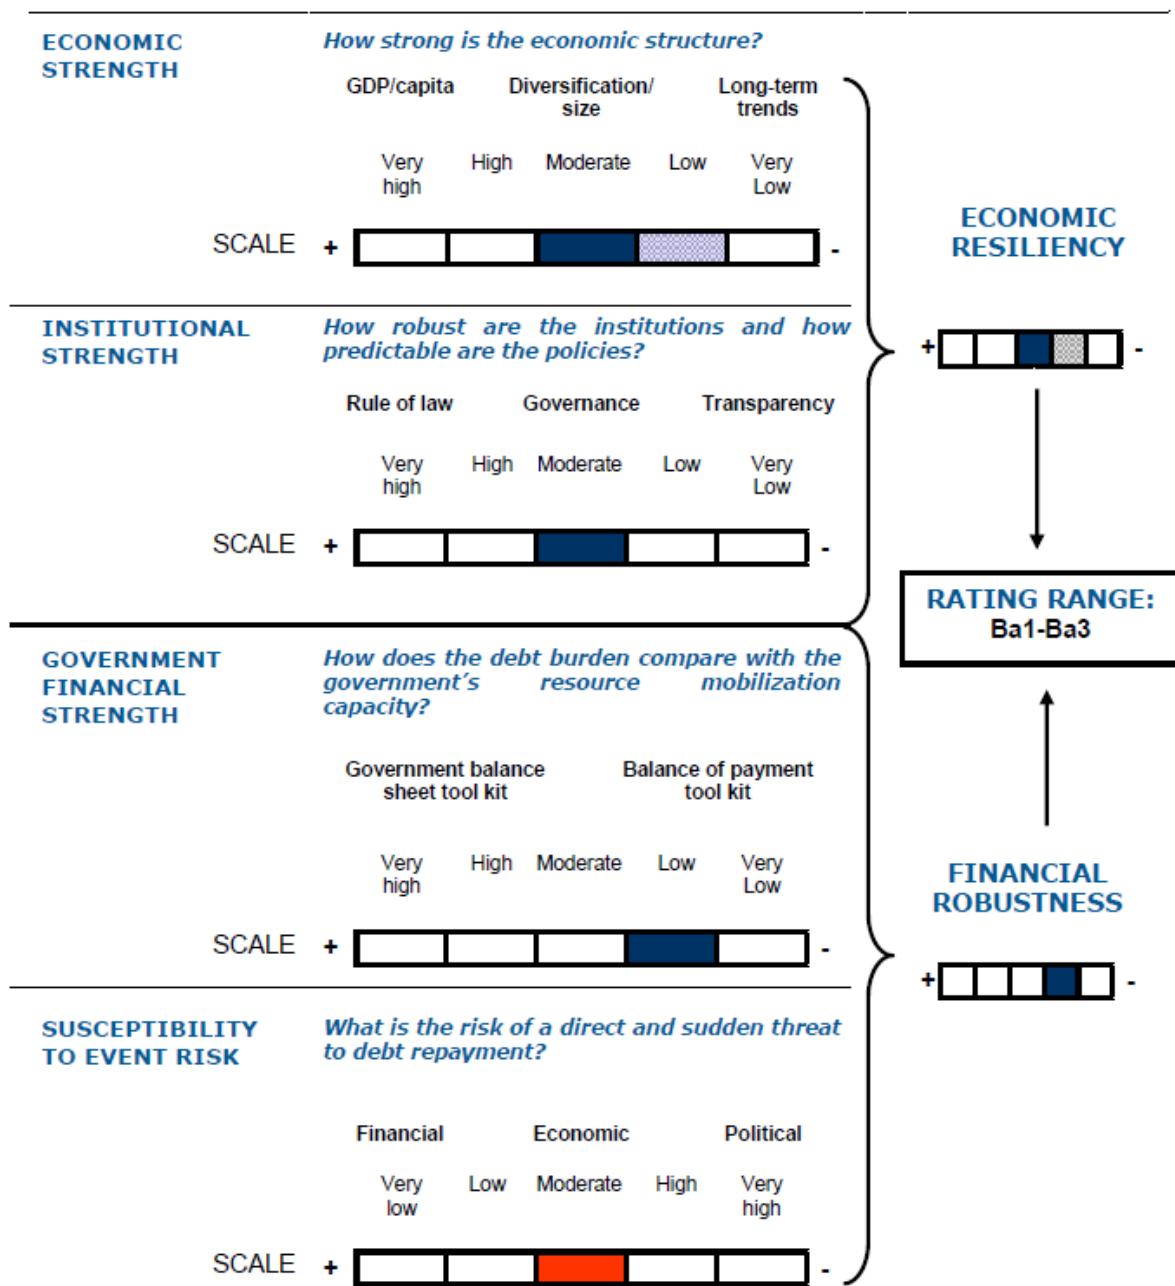 ECONOMIC
STRENGTH
How strong is the economic structure?
GDP/capita
Diversification/
size
Long-term
trends
Very
high
High
Moderate
Low
Very
Low
SCALE
+
-
INSTITUTIONAL
STRENGTH
How robust are the institutions and how
predictable are the policies?
Rule of law
Governance
Transparency
Very
high
High
Moderate
Low
Very
Low
SCALE
+
-
ECONOMIC
RESILIENCY
+
-
RATING RANGE:
Ba1-Ba3
GOVERNMENT
FINANCIAL
STRENGTH
How does the debt burden compare with the
government's resource mobilization
capacity?
Government balance
sheet tool kit
Balance of payment
tool kit
Very
high
High
Moderate
Low
Very
Low
SCALE
+
-
SUSCEPTIBILITY
TO EVENT RISK
What is the risk of a direct and sudden threat
to debt repayment?
Financial
Economic
Political
Very
low
Low
Moderate
High
Very
high
SCALE
+
-
FINANCIAL
ROBUSTNESS
+
-